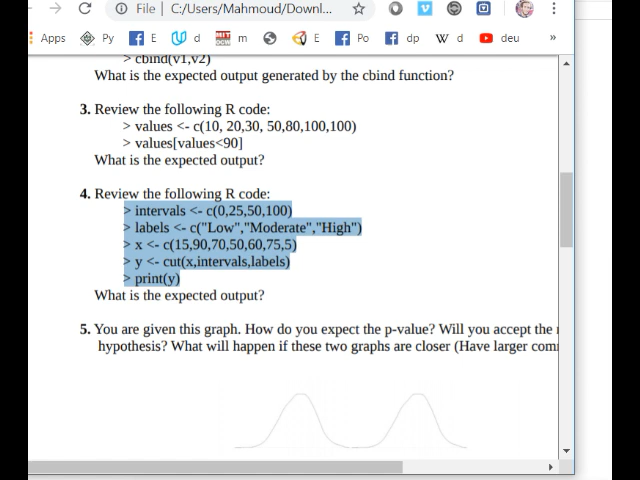 File | C:/Users/Mahmoud/Downl...
Apps Py E d m E Po dp W d deu »
> cbind(v1,v2)
What is the expected output generated by the cbind function?
3. Review the following R code:
> values <- c(10, 20,30, 50,80,100,100)
> values[values<90]
What is the expected output?
4. Review the following R code:
> intervals <- c(0,25,50,100)
> labels <- c("Low","Moderate","High")
> x <- c(15,90,70,50,60,75,5)
> y <- cut(x,intervals,labels)
> print(y)
What is the expected output?
5. You are given this graph. How do you expect the p-value? Will you accept the
hypothesis? What will happen if these two graphs are closer (Have larger com